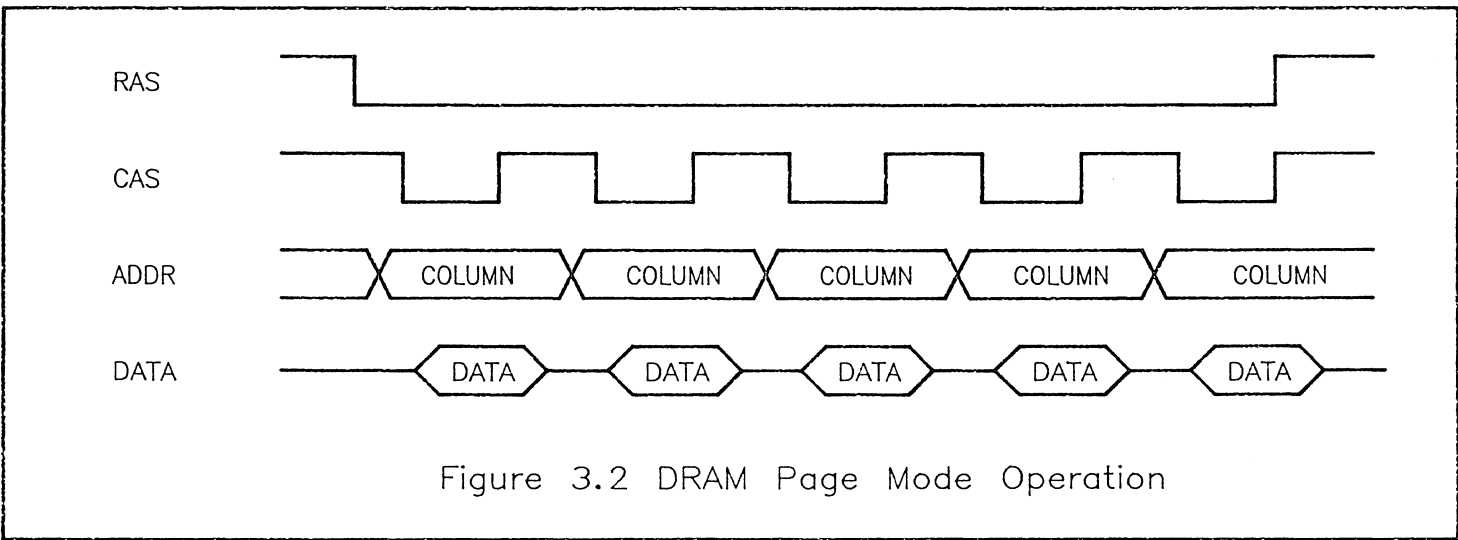 RAS
CAS
ADDR COLUMN COLUMN COLUMN COLUMN COLUMN
DATA DATA DATA DATA DATA DATA
Figure 3.2 DRAM Page Mode Operation